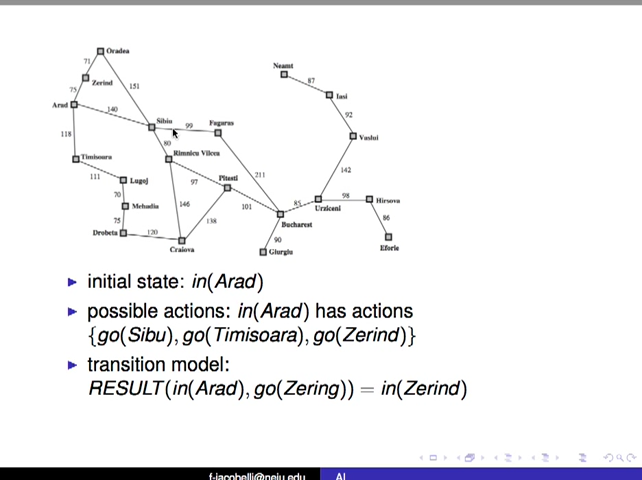 Oradea
71
Neamt
Zerind
87
75
151
Iasi
Arad
140
92
Sibiu
99
Fagaras
118
Vaslui
80
Rimnicu Vilcea
Timisoara
142
111
Lugoj
97
Pitesti
211
70
98
Hirsova
Mehadia
146
101
85
Urziceni
75
138
86
Bucharest
Drobeta
120
90
Craiova
Giurgiu
Eforie
initial state: in(Arad)
possible actions: in(Arad) has actions
{go(Sibu), go(Timisoara), go(Zerind)}
transition model:
RESULT(in(Arad), go(Zering)) = in(Zerind)
f-iacobelli@neiu.edu AI